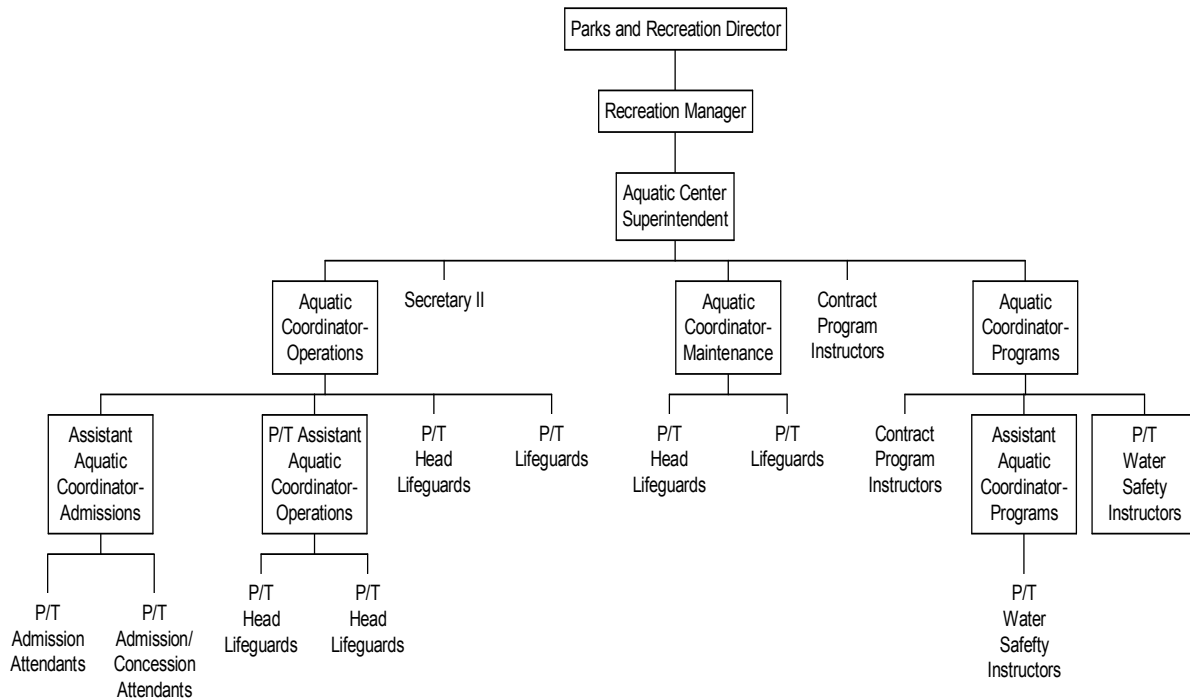 Parks and Recreation Director
Recreation Manager
Aquatic Center
Superintendent
Aquatic
Coordinator-
Operations
Secretary II
Aquatic
Coordinator-
Maintenance
Contract
Program
Instructors
Aquatic
Coordinator-
Programs
Assistant
Aquatic
Coordinator-
Admissions
P/T Assistant
Aquatic
Coordinator-
Operations
P/T
Head
Lifeguards
P/T
Lifeguards
P/T
Head
Lifeguards
P/T
Lifeguards
Contract
Program
Instructors
Assistant
Aquatic
Coordinator-
Programs
P/T
Water
Safety
Instructors
P/T
Admission
Attendants
P/T
Admission/
Concession
Attendants
P/T
Head
Lifeguards
P/T
Head
Lifeguards
P/T
Water
Safefty
Instructors